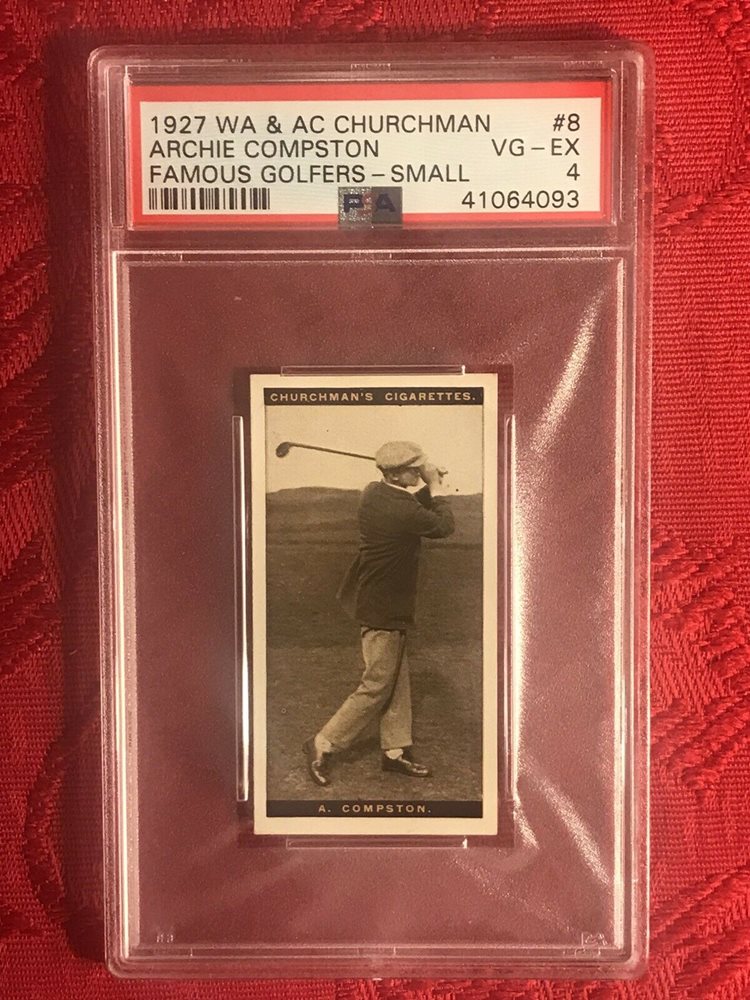 1927 WA & AC CHURCHMAN #8
ARCHIE COMPSTON VG-EX
FAMOUS GOLFERS-SMALL 4
PSA 41064093
CHURCHMAN'S CIGARETTES.
A. COMPSTON.